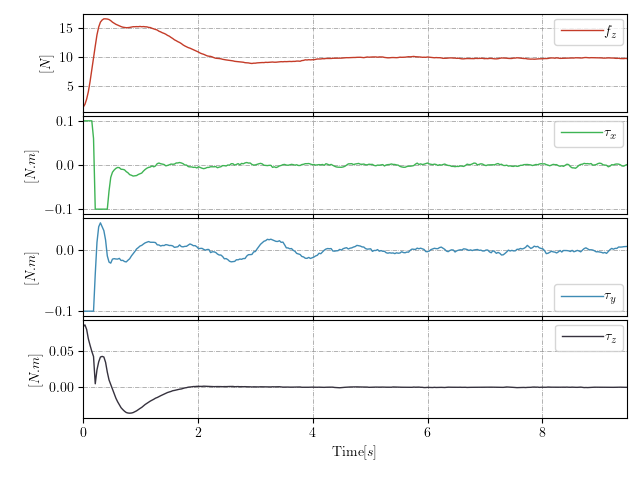 15
10
5
[N]
f_z
0.1
0.0
−0.1
[N.m]
τ_x
0.0
−0.1
[N.m]
τ_y
0.05
0.00
[N.m]
τ_z
0 2 4 6 8
Time[s]